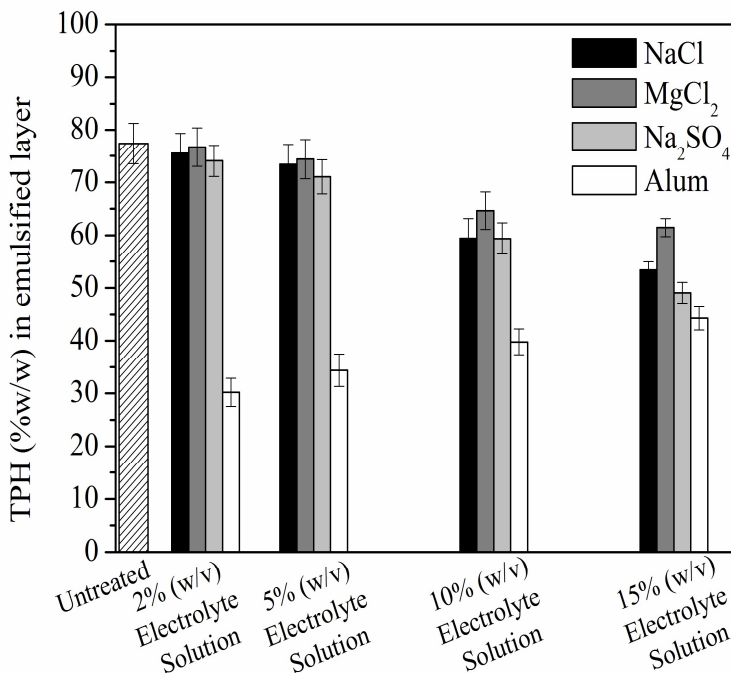 TPH (%w/w) in emulsified layer
100
90
80
70
60
50
40
30
20
10
0
NaCl
MgCl₂
Na₂SO₄
Alum
Untreated
2% (w/v)
Electrolyte
Solution
5% (w/v)
Electrolyte
Solution
10% (w/v)
Electrolyte
Solution
15% (w/v)
Electrolyte
Solution